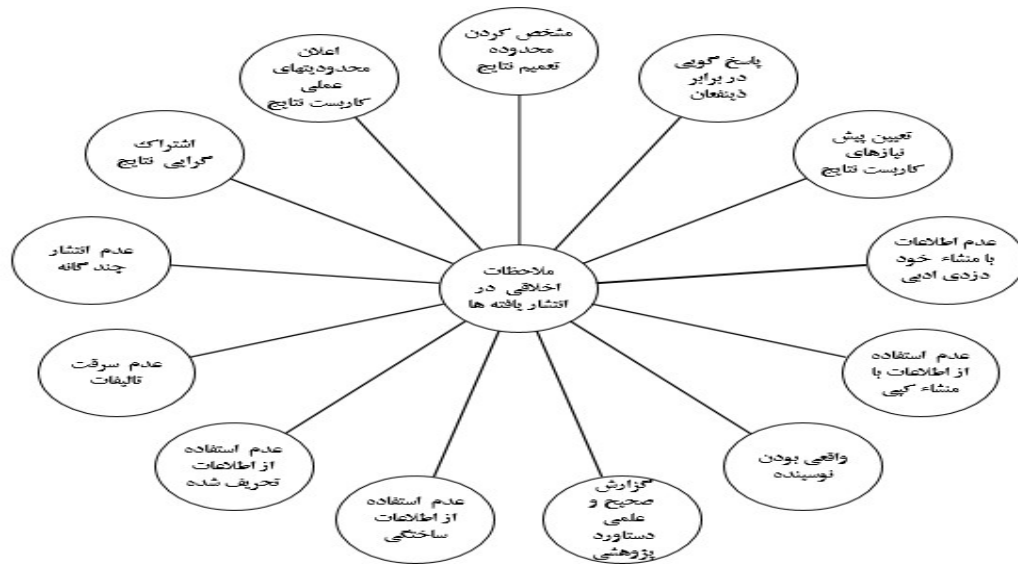 مشخص کردن
محدوده
تعمیم نتایج
پاسخ گویی
در برابر
ذینفعان
تعیین پیش
نیازهای
کاربست نتایج
عدم اطلاعات
با منشاء خود
دزدی ادبی
عدم استفاده
از اطلاعات با
منشاء کپی
واقعی بودن
نوسینده
گزارش
صحیح و
علمی
دستاورد
پژوهشی
عدم استفاده
از اطلاعات
ساختگی
عدم استفاده
از اطلاعات
تحریف شده
عدم سرقت
تالیفات
عدم انتشار
چند گانه
اشتراک
گرایی نتایج
اعلان
محدودیتهای
عملی
کاربست نتایج
ملاحظات
اخلاقی در
انتشار یافته ها